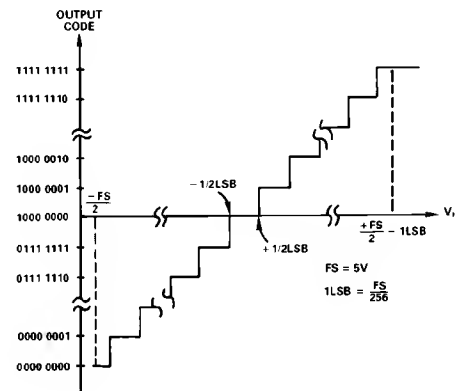 OUTPUT
CODE
1111 1111
1111 1110
1000 0010
1000 0001
1000 0000
0111 1111
0111 1110
0000 0001
0000 0000
−FS
2
−1/2LSB
+1/2LSB
+FS
2
− 1LSB
FS = 5V
1LSB = FS
256